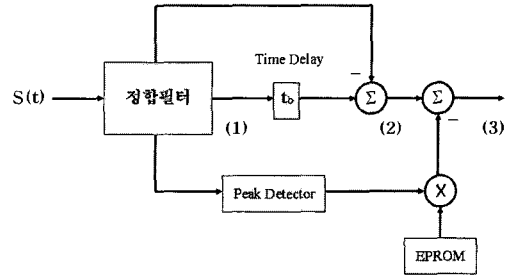 Time Delay
S(t)
정합필터
t₀
−
Σ
Σ
−
(1)
(2)
(3)
Peak Detector
X
EPROM